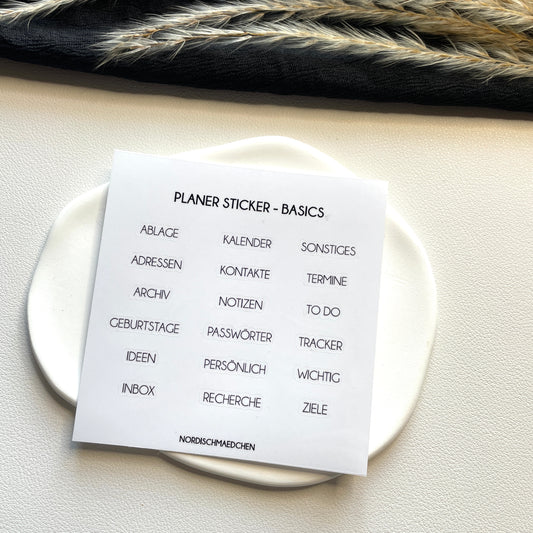 PLANER STICKER - BASICS
ABLAGE
ADRESSEN
ARCHIV
GEBURTSTAGE
IDEEN
INBOX
KALENDER
KONTAKTE
NOTIZEN
PASSWÖRTER
PERSÖNLICH
RECHERCHE
SONSTIGES
TERMINE
TO DO
TRACKER
WICHTIG
ZIELE
NORDISCHMAEDCHEN